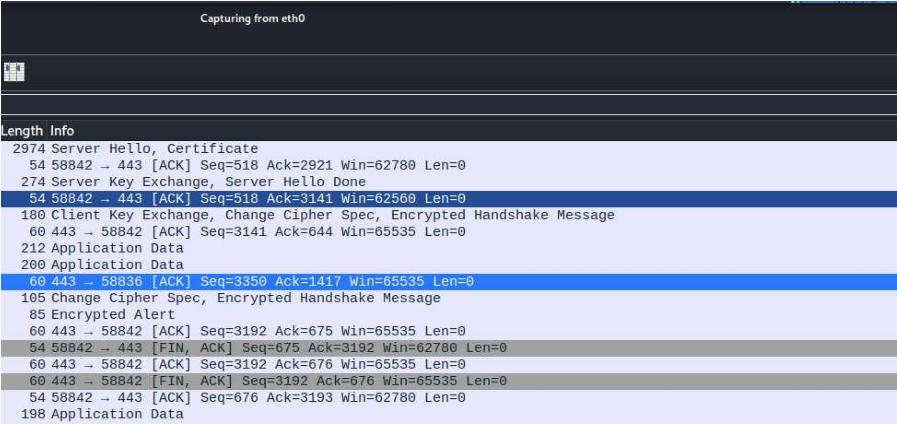 Capturing from eth0
Length Info
2974 Server Hello, Certificate
54 58842 → 443 [ACK] Seq=518 Ack=2921 Win=62780 Len=0
274 Server Key Exchange, Server Hello Done
54 58842 → 443 [ACK] Seq=518 Ack=3141 Win=62560 Len=0
180 Client Key Exchange, Change Cipher Spec, Encrypted Handshake Message
60 443 → 58842 [ACK] Seq=3141 Ack=644 Win=65535 Len=0
212 Application Data
200 Application Data
60 443 → 58836 [ACK] Seq=3350 Ack=1417 Win=65535 Len=0
105 Change Cipher Spec, Encrypted Handshake Message
85 Encrypted Alert
60 443 → 58842 [ACK] Seq=3192 Ack=675 Win=65535 Len=0
54 58842 → 443 [FIN, ACK] Seq=675 Ack=3192 Win=62780 Len=0
60 443 → 58842 [ACK] Seq=3192 Ack=676 Win=65535 Len=0
60 443 → 58842 [FIN, ACK] Seq=3192 Ack=676 Win=65535 Len=0
54 58842 → 443 [ACK] Seq=676 Ack=3193 Win=62780 Len=0
198 Application Data